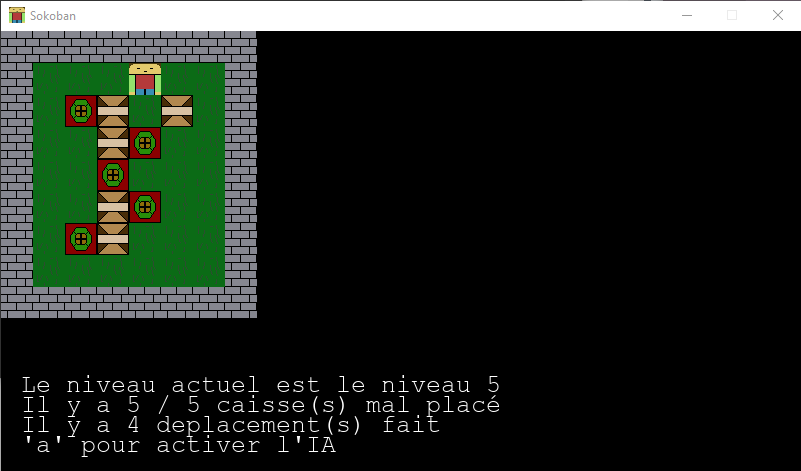 Sokoban
Le niveau actuel est le niveau 5
Il y a 5 / 5 caisse(s) mal placé
Il y a 4 deplacement(s) fait
'a' pour activer l'IA